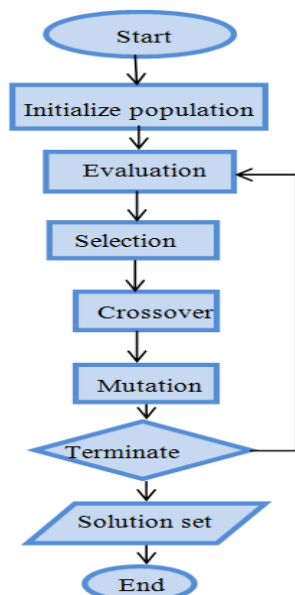 Start
Initialize population
Evaluation
Selection
Crossover
Mutation
Terminate
Solution set
End